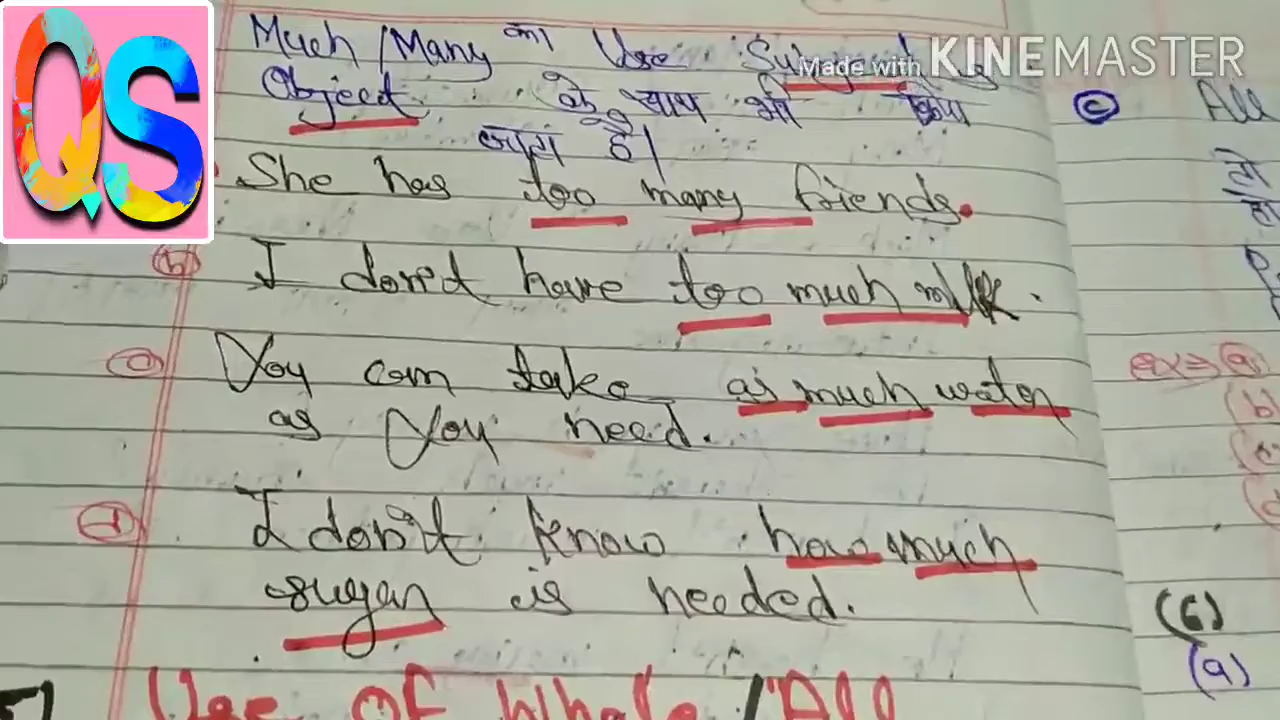 QS
Made with KINEMASTER
Much/Many का Use Subject
Object के साथ भी किया
जाता है।
She has too many friends.
(b) I don't have too much milk.
(c) You can take as much water
as you need.
(d) I don't know how much
sugar is needed.
Use of Whole/All
(c) All
ex⇒ (a)
(b)
(6)
(a)